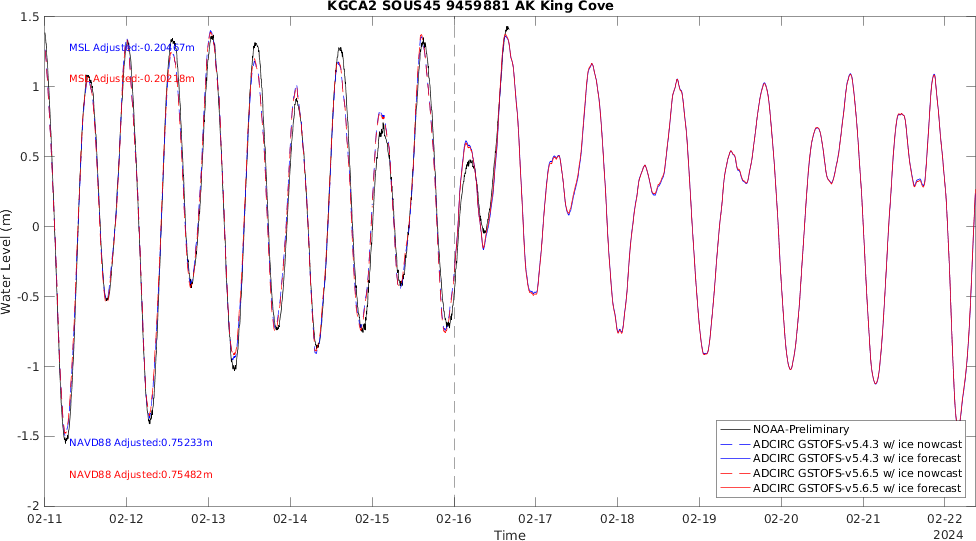 KGCA2 SOUS45 9459881 AK King Cove
1.5
1
0.5
0
-0.5
-1
-1.5
-2
Water Level (m)
MSL Adjusted:-0.20467m
MSL Adjusted:-0.20218m
NAVD88 Adjusted:0.75233m
NAVD88 Adjusted:0.75482m
NOAA-Preliminary
ADCIRC GSTOFS-v5.4.3 w/ ice nowcast
ADCIRC GSTOFS-v5.4.3 w/ ice forecast
ADCIRC GSTOFS-v5.6.5 w/ ice nowcast
ADCIRC GSTOFS-v5.6.5 w/ ice forecast
02-11 02-12 02-13 02-14 02-15 02-16 02-17 02-18 02-19 02-20 02-21 02-22
2024
Time